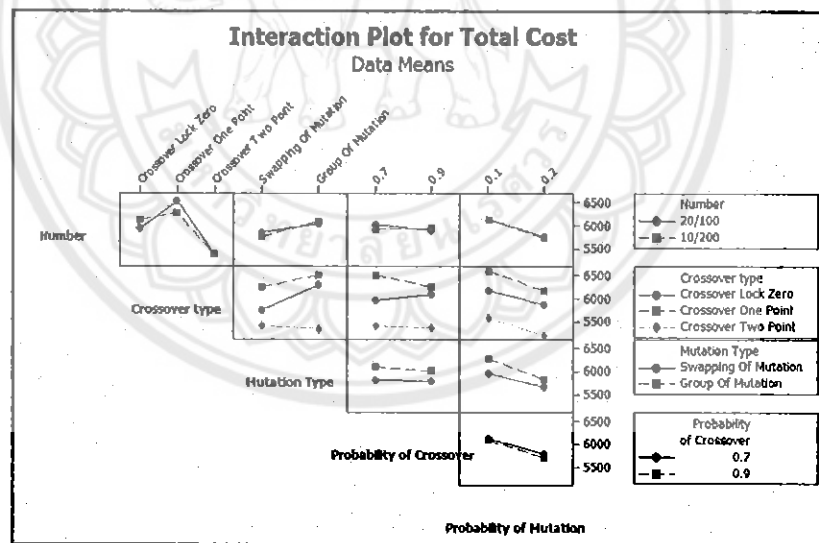 Interaction Plot for Total Cost
Data Means
Crossover Lock Zero
Crossover One Point
Crossover Two Point
Swapping Of Mutation
Group Of Mutation
0.7
0.9
0.1
0.2
Number
6500
6000
5500
Number
20/100
10/200
Crossover type
6500
6000
5500
Crossover type
Crossover Lock Zero
Crossover One Point
Crossover Two Point
Mutation Type
6500
6000
5500
Mutation Type
Swapping Of Mutation
Group Of Mutation
Probability of Crossover
6500
6000
5500
Probability
of Crossover
0.7
0.9
Probability of Mutation